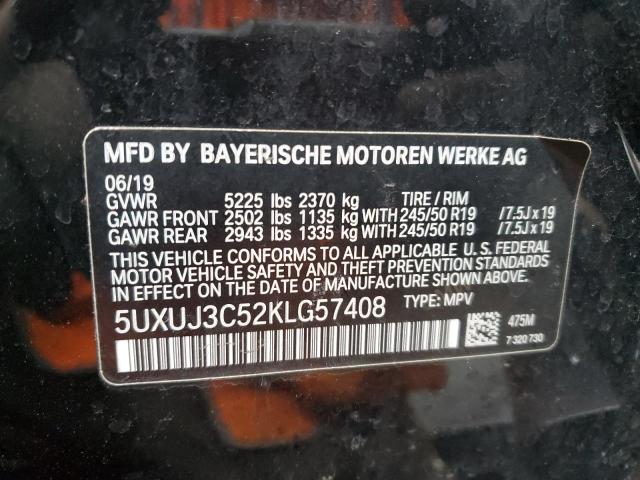 MFD BY BAYERISCHE MOTOREN WERKE AG
06/19
GVWR 5225 lbs 2370 kg TIRE / RIM
GAWR FRONT 2502 lbs 1135 kg WITH 245/50 R19 /7.5J x 19
GAWR REAR 2943 lbs 1335 kg WITH 245/50 R19 /7.5J x 19
THIS VEHICLE CONFORMS TO ALL APPLICABLE U. S. FEDERAL
MOTOR VEHICLE SAFETY AND THEFT PREVENTION STANDARDS
IN EFFECT ON THE DATE OF MANUFACTURE SHOWN ABOVE.
5UXUJ3C52KLG57408 TYPE: MPV
475M
7 320 730